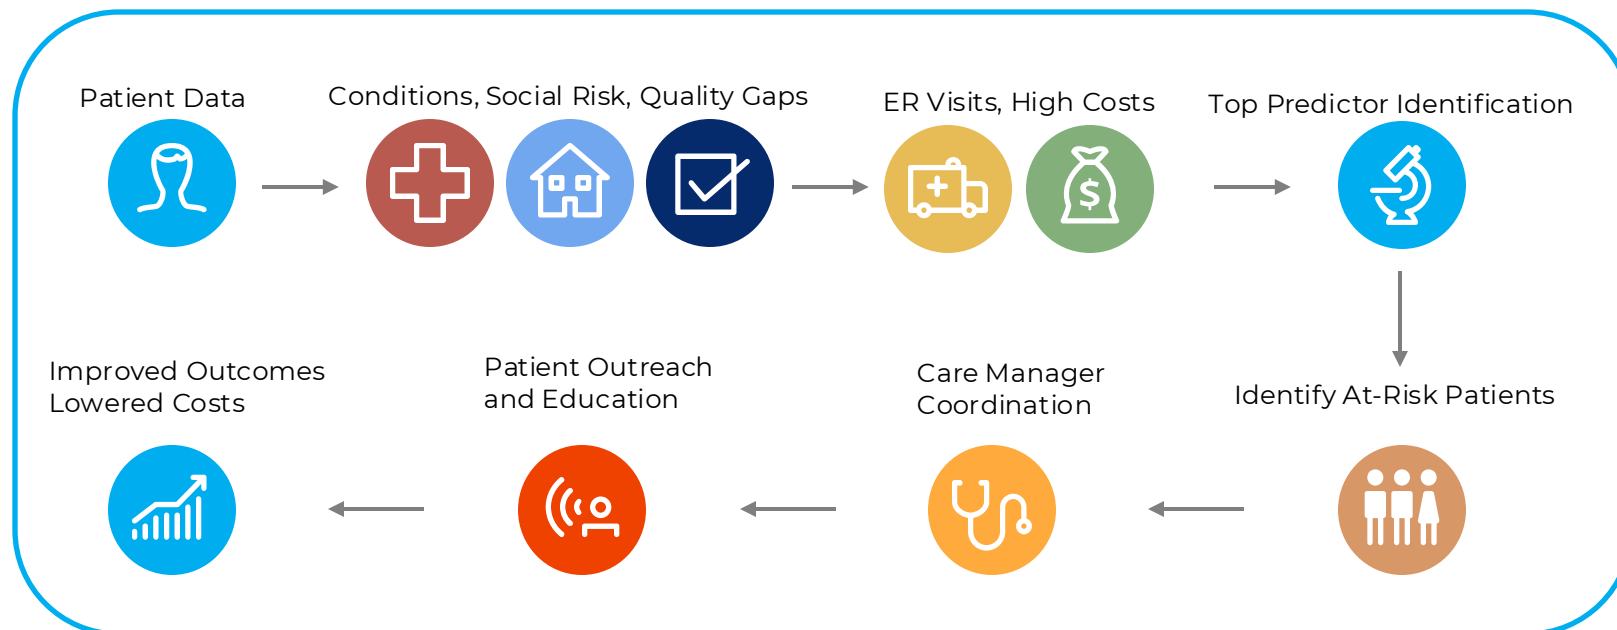 Patient Data
Conditions, Social Risk, Quality Gaps
ER Visits, High Costs
Top Predictor Identification
$
Improved Outcomes
Lowered Costs
Patient Outreach
and Education
Care Manager
Coordination
Identify At-Risk Patients